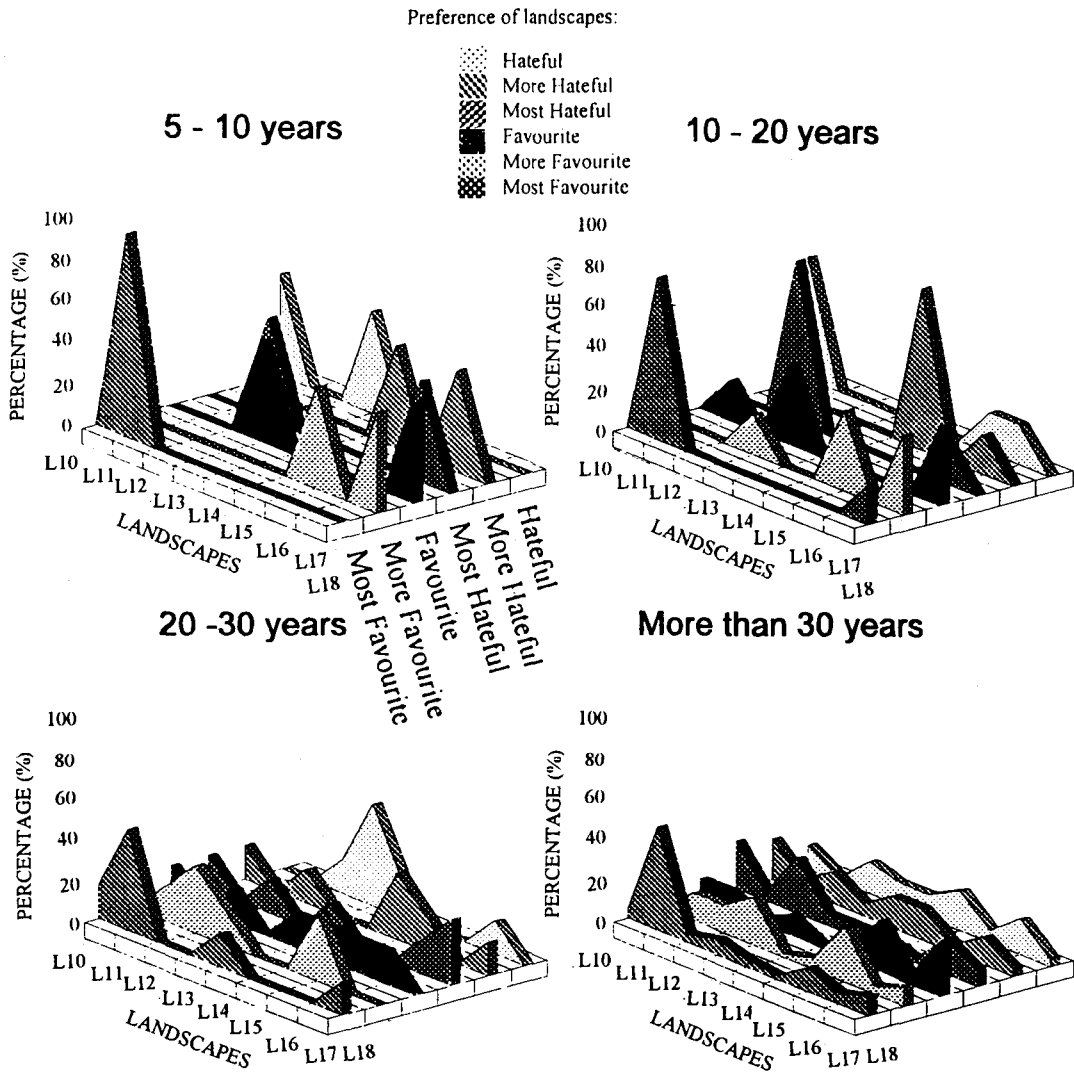 Preference of landscapes:
Hateful
More Hateful
Most Hateful
Favourite
More Favourite
Most Favourite
5 - 10 years
10 - 20 years
PERCENTAGE (%)
100
80
60
40
20
0
L10
L11
L12
L13
L14
L15
L16
L17
L18
LANDSCAPES
Most Favourite
More Favourite
Favourite
Most Hateful
More Hateful
Hateful
PERCENTAGE (%)
100
80
60
40
20
0
L10
L11
L12
L13
L14
L15
L16
L17
L18
LANDSCAPES
20 -30 years
More than 30 years
PERCENTAGE (%)
100
80
60
40
20
0
L10
L11
L12
L13
L14
L15
L16
L17 L18
LANDSCAPES
PERCENTAGE (%)
100
80
60
40
20
0
L10
L11
L12
L13
L14
L15
L16
L17 L18
LANDSCAPES